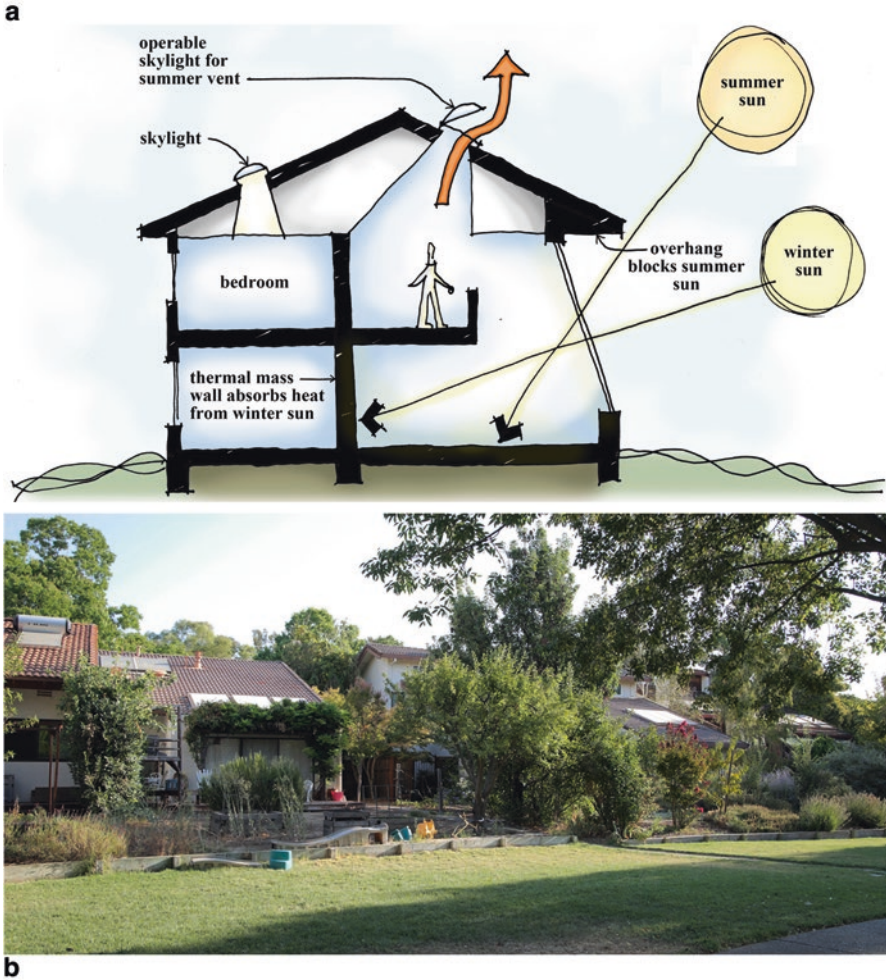 a
operable
skylight for
summer vent
skylight
summer
sun
winter
sun
overhang
blocks summer
sun
bedroom
thermal mass
wall absorbs heat
from winter sun
b